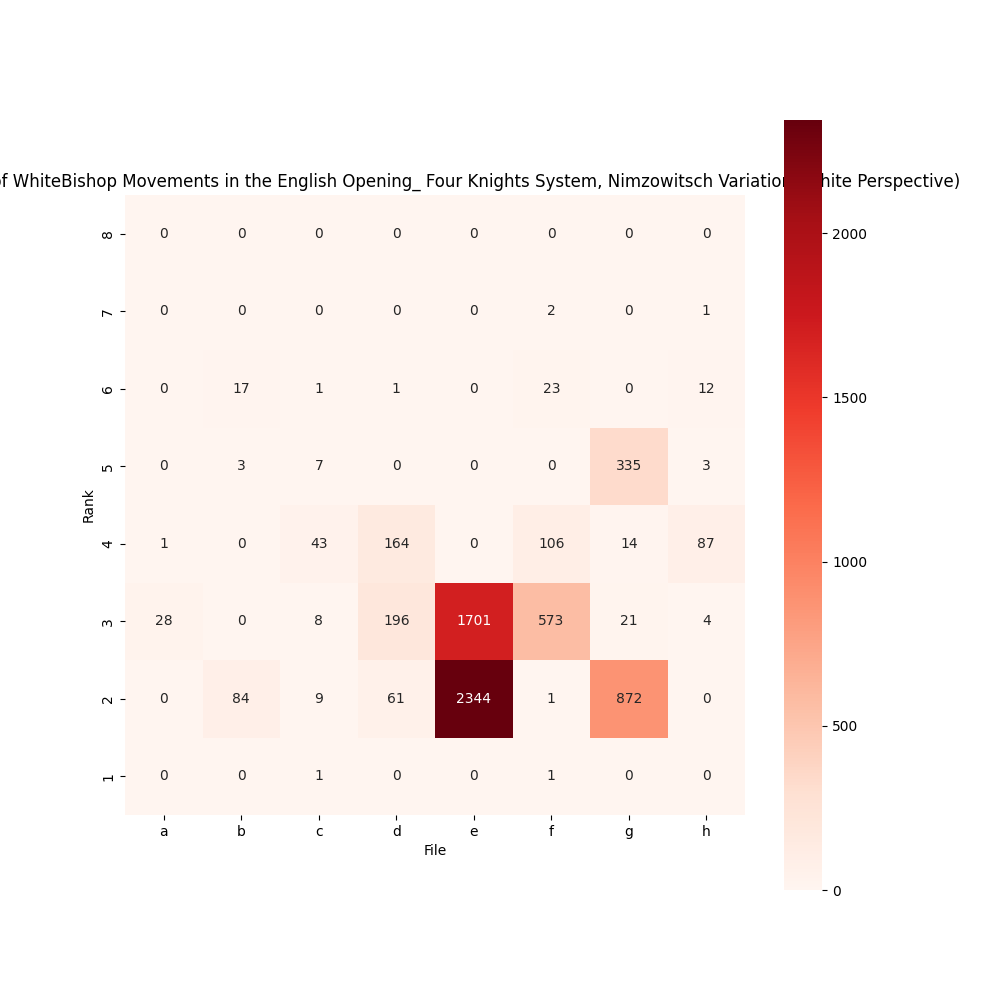 of WhiteBishop Movements in the English Opening_ Four Knights System, Nimzowitsch Variation (White Perspective)
8 0 0 0 0 0 0 0 0
7 0 0 0 0 0 2 0 1
6 0 17 1 1 0 23 0 12
5 0 3 7 0 0 0 335 3
4 1 0 43 164 0 106 14 87
3 28 0 8 196 1701 573 21 4
2 0 84 9 61 2344 1 872 0
1 0 0 1 0 0 1 0 0
a b c d e f g h
File
Rank
2000
1500
1000
500
0